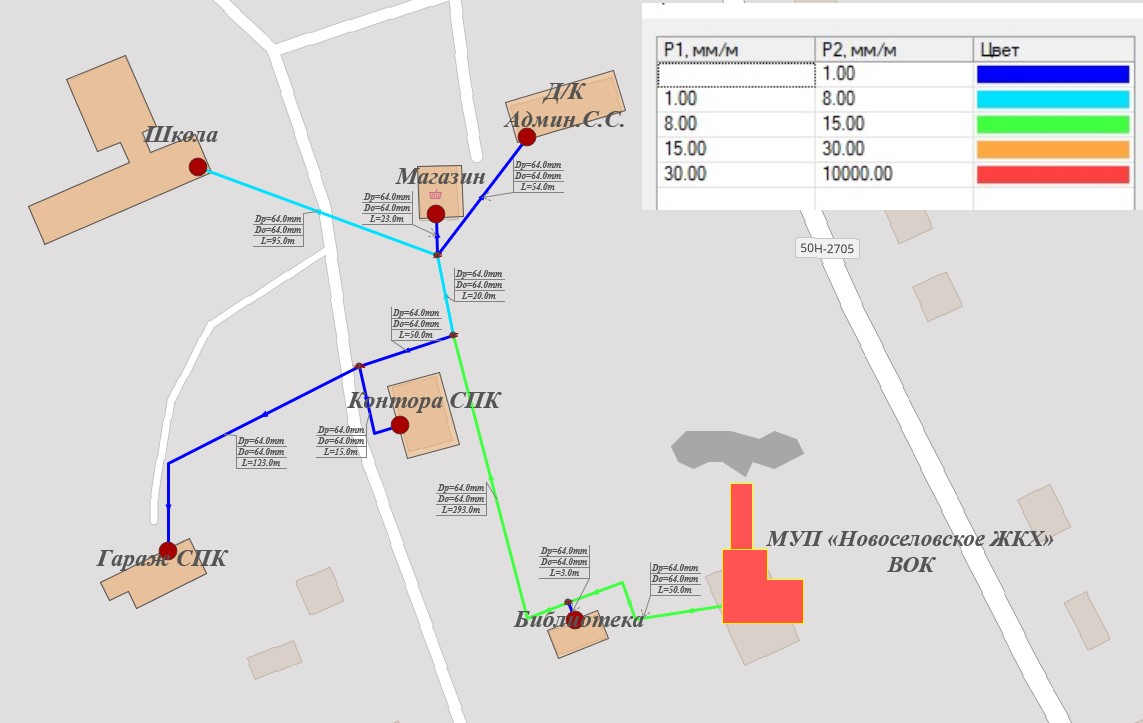 P1, мм/м P2, мм/м Цвет
1.00
1.00 8.00
8.00 15.00
15.00 30.00
30.00 10000.00
Д/К
Админ.С.С.
Школа
Магазин
Dp=64.0mm
Do=64.0mm
L=54.0m
Dp=64.0mm
Do=64.0mm
L=23.0m
Dp=64.0mm
Do=64.0mm
L=95.0m
50Н-2705
Dp=64.0mm
Do=64.0mm
L=20.0m
Dp=64.0mm
Do=64.0mm
L=50.0m
Контора СПК
Dp=64.0mm
Do=64.0mm
L=15.0m
Dp=64.0mm
Do=64.0mm
L=123.0m
Dp=64.0mm
Do=64.0mm
L=293.0m
Гараж СПК
МУП «Новоселовское ЖКХ»
ВОК
Dp=64.0mm
Do=64.0mm
L=3.0m
Dp=64.0mm
Do=64.0mm
L=50.0m
Библиотека